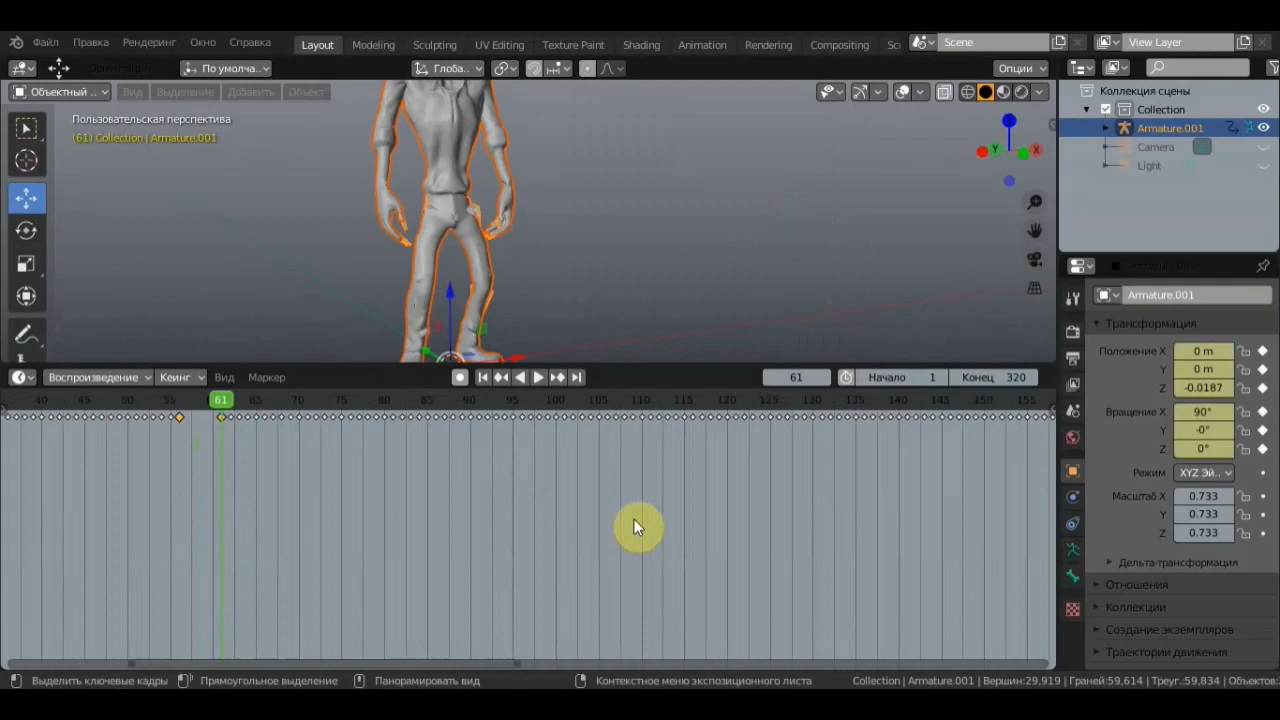 Файл Правка Рендеринг Окно Справка Layout Modeling Sculpting UV Editing Texture Paint Shading Animation Rendering Compositing Sc Scene View Layer
По умолча.. Глоба.. Опции
Объектный .. Вид Выделение Добавить Объект
Пользовательская перспектива
(61) Collection | Armature.001
Z
Y X
Коллекция сцены
Collection
Armature.001
Camera
Light
Armature.001
Трансформация
Положение X 0 m
Y 0 m
Z -0.0187
Вращение X 90°
Y -0°
Z 0°
Режим XYZ Эй..
Масштаб X 0.733
Y 0.733
Z 0.733
Дельта-трансформация
Отношения
Коллекции
Создание экземпляров
Траектории движения
Воспроизведение Кеинг Вид Маркер 61 Начало 1 Конец 320
40 45 50 55 61 65 70 75 80 85 90 95 100 105 110 115 120 125 130 135 140 145 150 155
Выделить ключевые кадры Прямоугольное выделение Панорамировать вид Контекстное меню экспозиционного листа Collection | Armature.001 | Вершин:29,919 | Граней:59,614 | Треуг.:59,834 | Объектов: